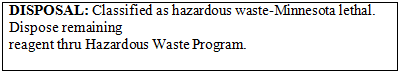 DISPOSAL: Classified as hazardous waste-Minnesota lethal.
Dispose remaining
reagent thru Hazardous Waste Program.